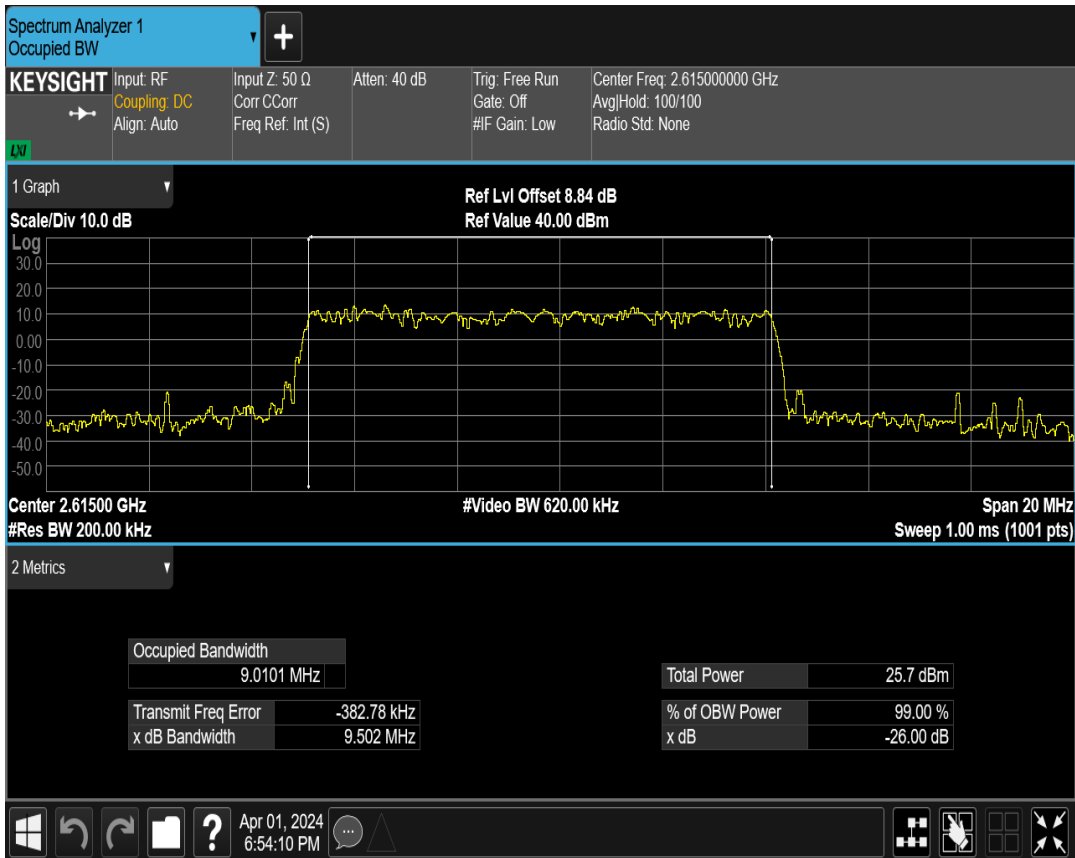 Spectrum Analyzer 1
Occupied BW
KEYSIGHT
LXI
Input: RF
Coupling: DC
Align: Auto
Input Z: 50 Ω
Corr CCorr
Freq Ref: Int (S)
Atten: 40 dB
Trig: Free Run
Gate: Off
#IF Gain: Low
Center Freq: 2.615000000 GHz
Avg|Hold: 100/100
Radio Std: None
1 Graph
Scale/Div 10.0 dB
Ref Lvl Offset 8.84 dB
Ref Value 40.00 dBm
Log
30.0
20.0
10.0
0.00
-10.0
-20.0
-30.0
-40.0
-50.0
Center 2.61500 GHz
#Video BW 620.00 kHz
Span 20 MHz
#Res BW 200.00 kHz
Sweep 1.00 ms (1001 pts)
2 Metrics
Occupied Bandwidth
9.0101 MHz
Total Power 25.7 dBm
Transmit Freq Error -382.78 kHz
% of OBW Power 99.00 %
x dB Bandwidth 9.502 MHz
x dB -26.00 dB
?
Apr 01, 2024
6:54:10 PM